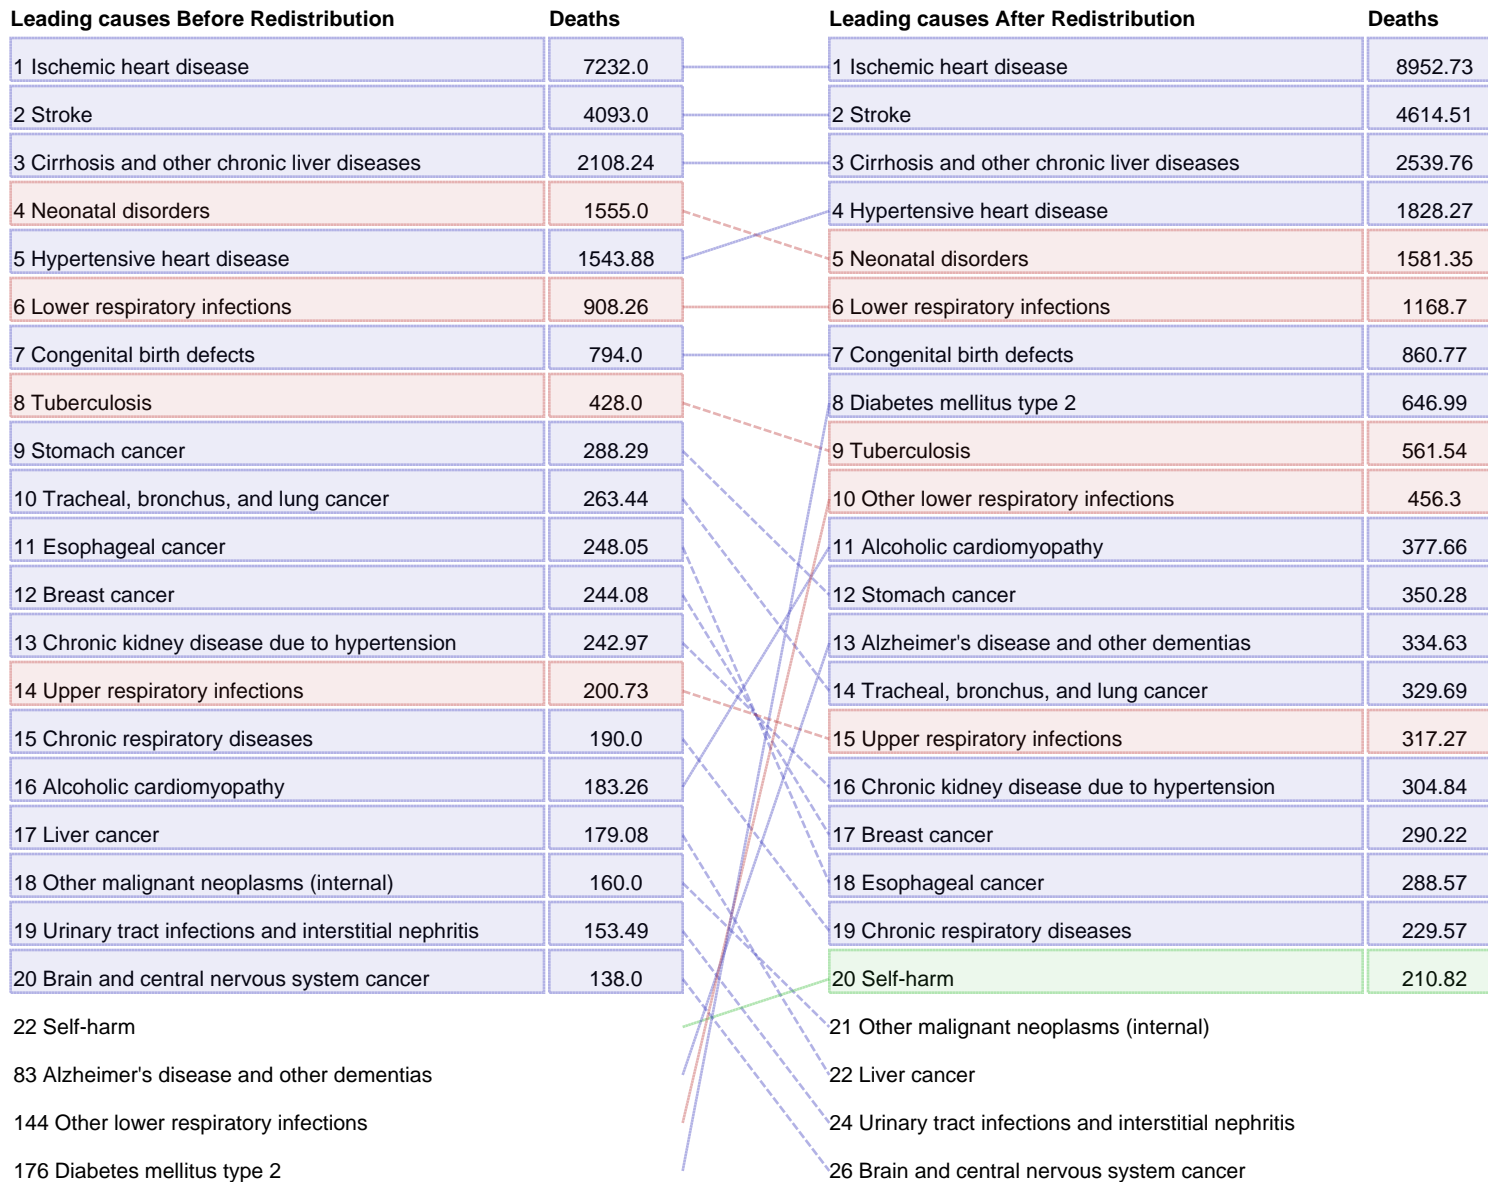 Leading causes Before Redistribution Deaths Leading causes After Redistribution Deaths
1 Ischemic heart disease 7232.0 1 Ischemic heart disease 8952.73
2 Stroke 4093.0 2 Stroke 4614.51
3 Cirrhosis and other chronic liver diseases 2108.24 3 Cirrhosis and other chronic liver diseases 2539.76
4 Neonatal disorders 1555.0 4 Hypertensive heart disease 1828.27
5 Hypertensive heart disease 1543.88 5 Neonatal disorders 1581.35
6 Lower respiratory infections 908.26 6 Lower respiratory infections 1168.7
7 Congenital birth defects 794.0 7 Congenital birth defects 860.77
8 Tuberculosis 428.0 8 Diabetes mellitus type 2 646.99
9 Stomach cancer 288.29 9 Tuberculosis 561.54
10 Tracheal, bronchus, and lung cancer 263.44 10 Other lower respiratory infections 456.3
11 Esophageal cancer 248.05 11 Alcoholic cardiomyopathy 377.66
12 Breast cancer 244.08 12 Stomach cancer 350.28
13 Chronic kidney disease due to hypertension 242.97 13 Alzheimer's disease and other dementias 334.63
14 Upper respiratory infections 200.73 14 Tracheal, bronchus, and lung cancer 329.69
15 Chronic respiratory diseases 190.0 15 Upper respiratory infections 317.27
16 Alcoholic cardiomyopathy 183.26 16 Chronic kidney disease due to hypertension 304.84
17 Liver cancer 179.08 17 Breast cancer 290.22
18 Other malignant neoplasms (internal) 160.0 18 Esophageal cancer 288.57
19 Urinary tract infections and interstitial nephritis 153.49 19 Chronic respiratory diseases 229.57
20 Brain and central nervous system cancer 138.0 20 Self-harm 210.82
22 Self-harm 21 Other malignant neoplasms (internal)
83 Alzheimer's disease and other dementias 22 Liver cancer
144 Other lower respiratory infections 24 Urinary tract infections and interstitial nephritis
176 Diabetes mellitus type 2 26 Brain and central nervous system cancer